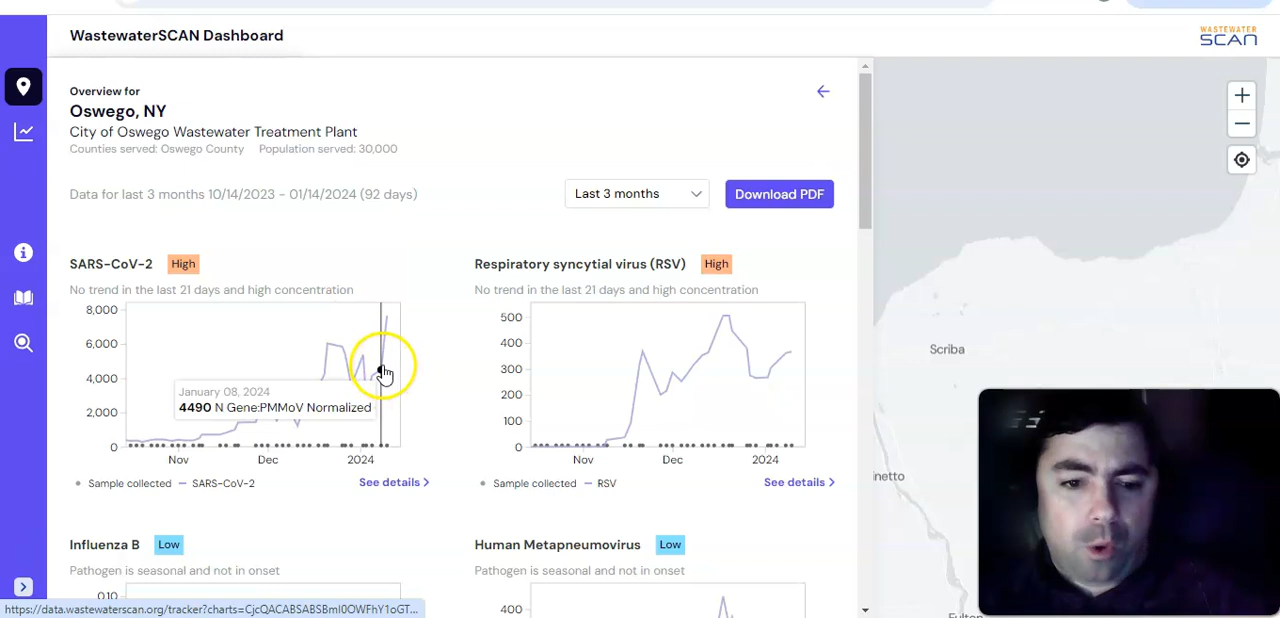 WastewaterSCAN Dashboard
WASTEWATER
SCAN
Overview for
Oswego, NY
City of Oswego Wastewater Treatment Plant
Counties served: Oswego County Population served: 30,000
Data for last 3 months 10/14/2023 - 01/14/2024 (92 days)
Last 3 months
Download PDF
SARS-CoV-2 High
No trend in the last 21 days and high concentration
8,000
6,000
4,000
2,000
0
January 08, 2024
4490 N Gene:PMMoV Normalized
Nov Dec 2024
Sample collected SARS-CoV-2
See details
Respiratory syncytial virus (RSV) High
No trend in the last 21 days and high concentration
500
400
300
200
100
0
Nov Dec 2024
Sample collected RSV
See details
Influenza B Low
Pathogen is seasonal and not in onset
0.10
Human Metapneumovirus Low
Pathogen is seasonal and not in onset
400
Scriba
inetto
Fulton
https://data.wastewaterscan.org/tracker?charts=CjcQACABSABSBmI0OWFhY1oGT...